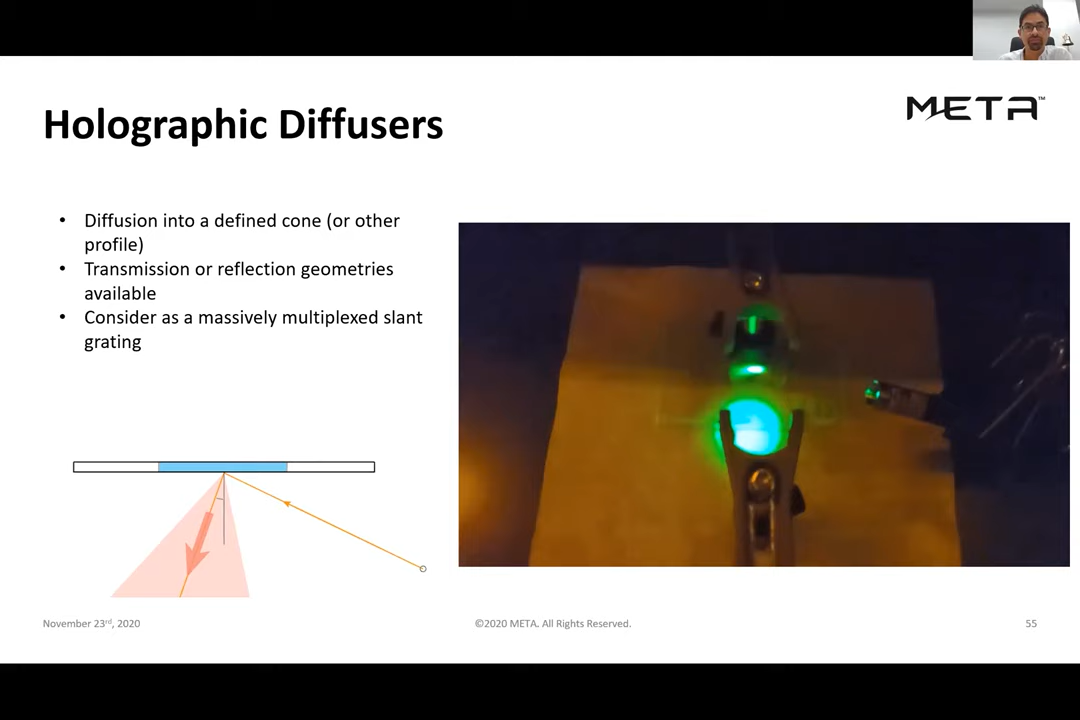 Holographic Diffusers
META™
• Diffusion into a defined cone (or other
profile)
• Transmission or reflection geometries
available
• Consider as a massively multiplexed slant
grating
November 23rd, 2020
©2020 META. All Rights Reserved.
55